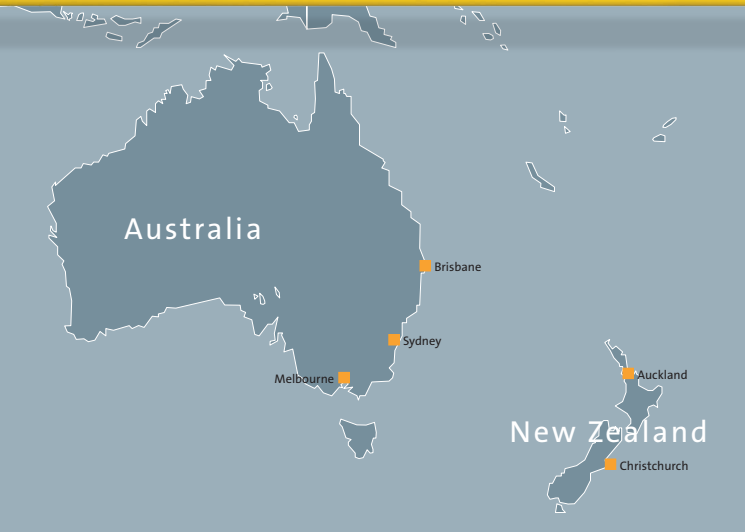 Australia
Brisbane
Sydney
Melbourne
Auckland
New Zealand
Christchurch